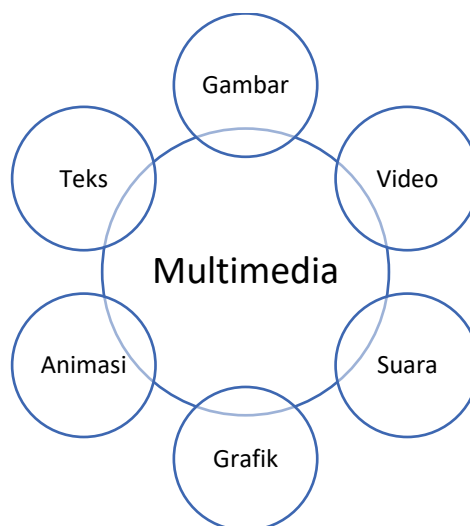 Gambar
Teks
Video
Multimedia
Animasi
Suara
Grafik